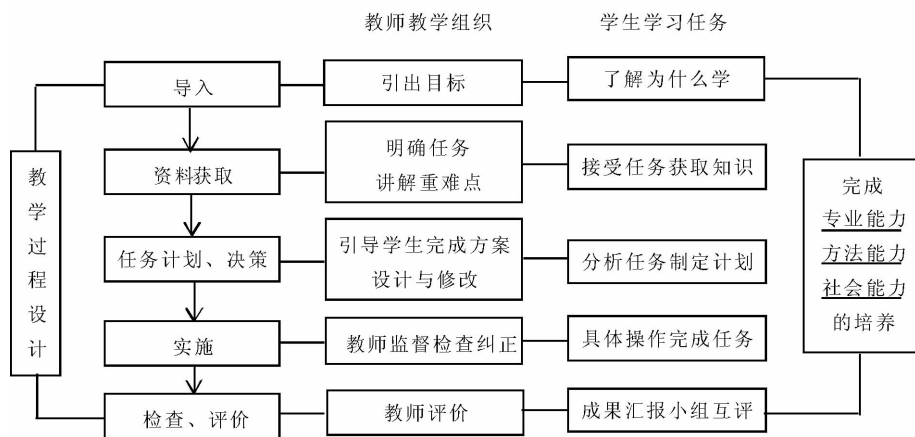 教师教学组织
学生学习任务
导入
引出目标
了解为什么学
教学过程设计
资料获取
明确任务
讲解重难点
接受任务获取知识
任务计划、决策
引导学生完成方案
设计与修改
分析任务制定计划
实施
教师监督检查纠正
具体操作完成任务
检查、评价
教师评价
成果汇报小组互评
完成
专业能力
方法能力
社会能力
的培养